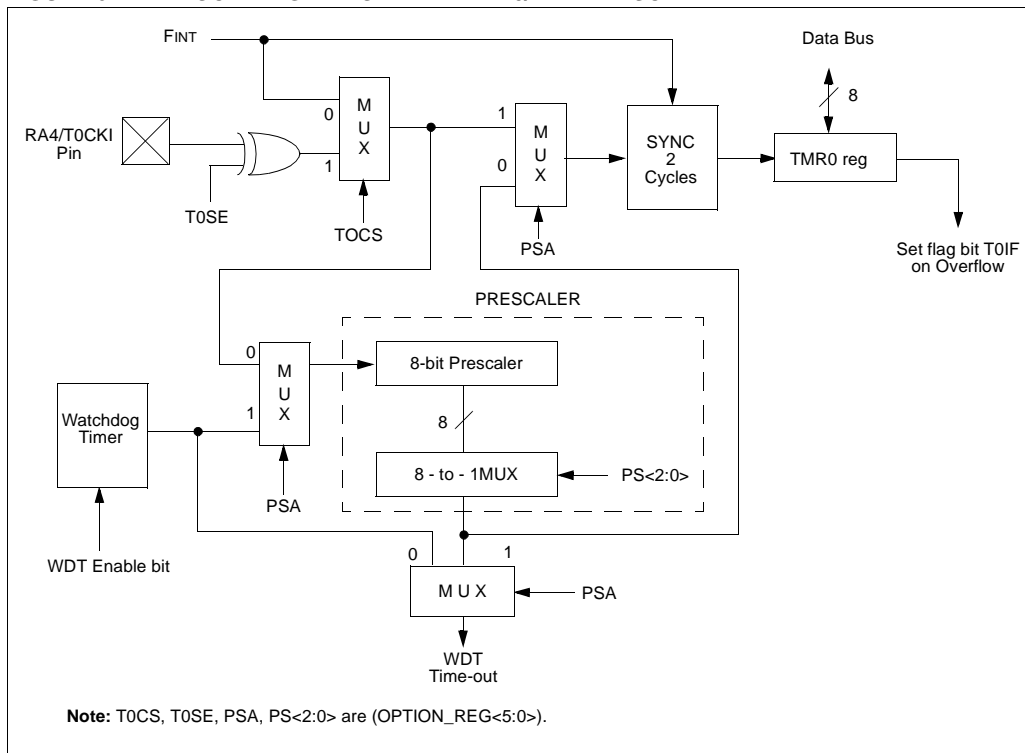 FINT
Data Bus
8
0
M
U
X
1
RA4/T0CKI
Pin
T0SE
TOCS
1
M
U
X
0
PSA
SYNC
2
Cycles
TMR0 reg
Set flag bit T0IF
on Overflow
PRESCALER
0
M
U
X
1
8-bit Prescaler
8
8 - to - 1MUX
PS<2:0>
Watchdog
Timer
PSA
WDT Enable bit
0
1
M U X
PSA
WDT
Time-out
Note: T0CS, T0SE, PSA, PS<2:0> are (OPTION_REG<5:0>).